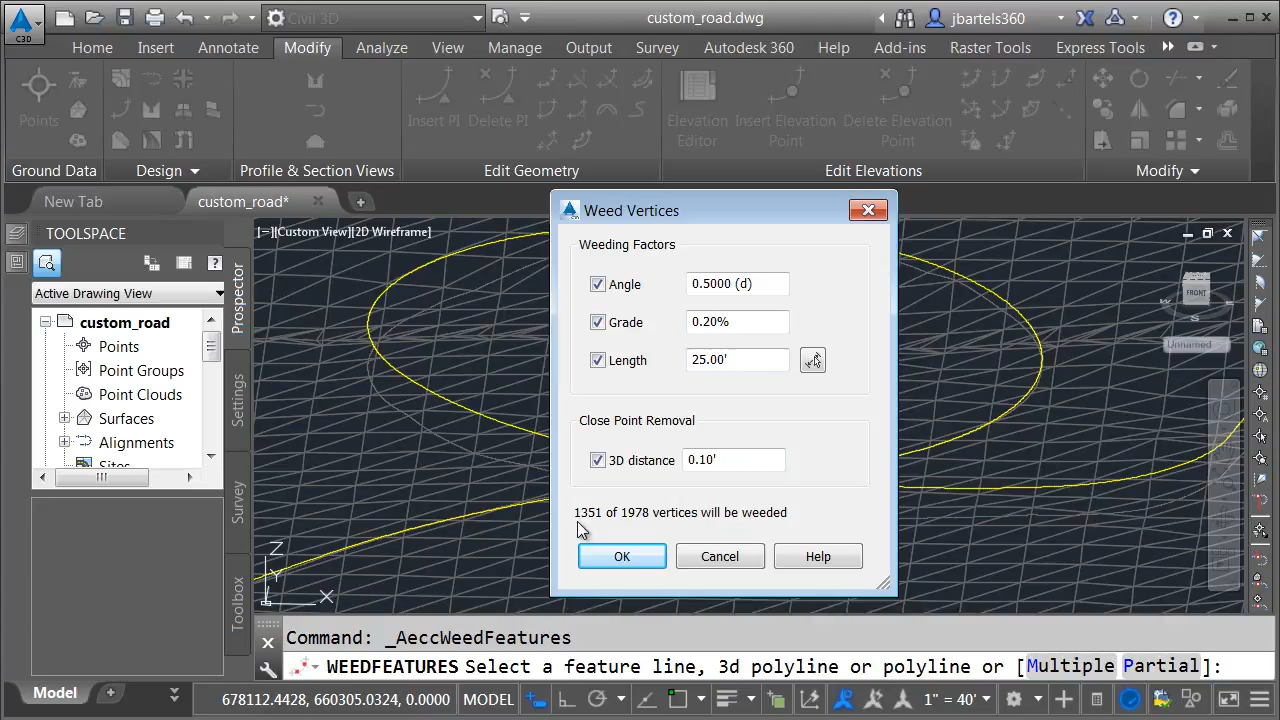 C3D
Civil 3D
custom_road.dwg
jbartels360
Home
Insert
Annotate
Modify
Analyze
View
Manage
Output
Survey
Autodesk 360
Help
Add-ins
Raster Tools
Express Tools
Points
Insert PI
Delete PI
Elevation Editor
Insert Elevation Point
Delete Elevation Point
Ground Data
Design
Profile & Section Views
Edit Geometry
Edit Elevations
Modify
New Tab
custom_road*
TOOLSPACE
Active Drawing View
custom_road
Points
Point Groups
Point Clouds
Surfaces
Alignments
Sites
Prospector
Settings
Survey
Toolbox
[−][Custom View][2D Wireframe]
FRONT
W
S
Unnamed
Z
Y
X
Weed Vertices
Weeding Factors
Angle 0.5000 (d)
Grade 0.20%
Length 25.00'
Close Point Removal
3D distance 0.10'
1351 of 1978 vertices will be weeded
OK
Cancel
Help
Command: _AeccWeedFeatures
WEEDFEATURES Select a feature line, 3d polyline or polyline or [Multiple Partial]:
Model
678112.4428, 660305.0324, 0.0000
MODEL
1" = 40'